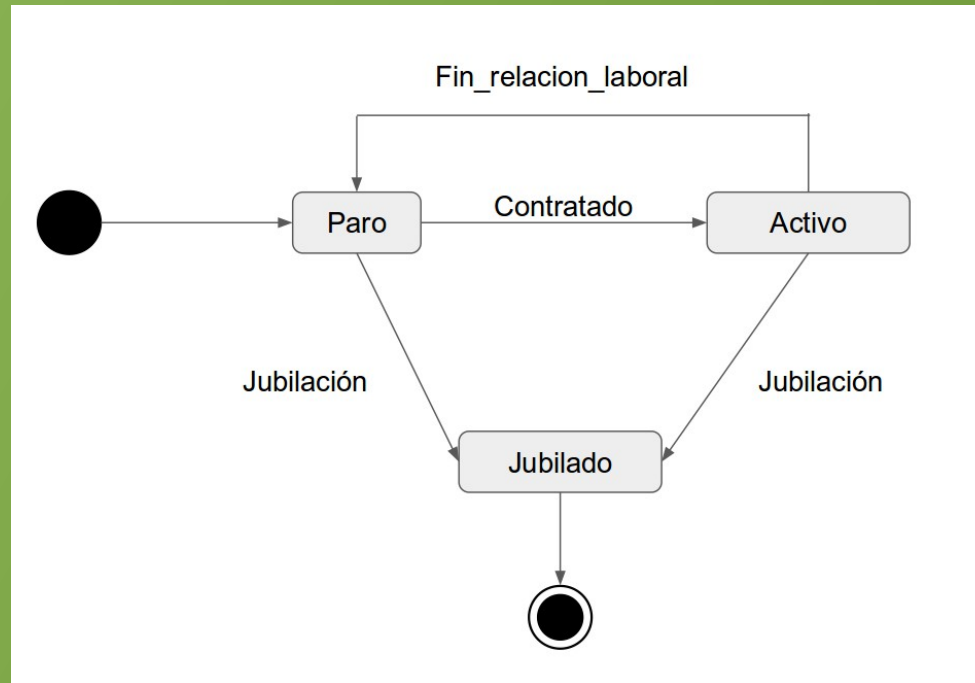 Fin_relacion_laboral
Paro
Contratado
Activo
Jubilación
Jubilación
Jubilado